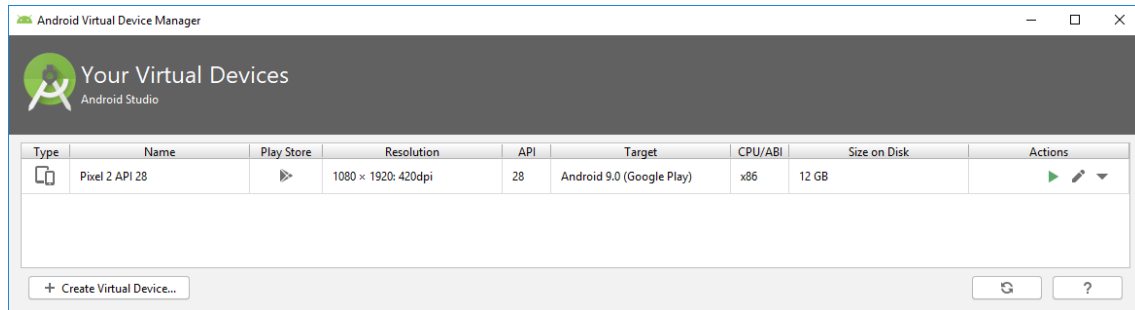 Android Virtual Device Manager
Your Virtual Devices
Android Studio
Type Name Play Store Resolution API Target CPU/ABI Size on Disk Actions
Pixel 2 API 28 1080 × 1920: 420dpi 28 Android 9.0 (Google Play) x86 12 GB
+ Create Virtual Device... ?